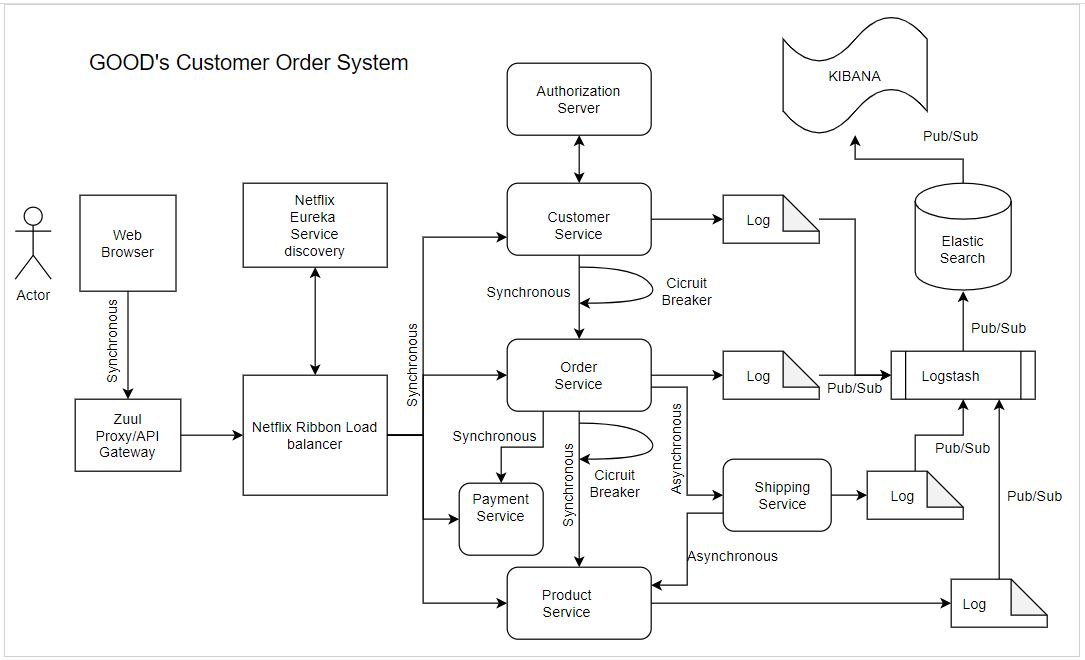 GOOD's Customer Order System
KIBANA
Authorization
Server
Pub/Sub
Netflix
Eureka
Service
discovery
Web
Browser
Customer
Service
Log
Elastic
Search
Actor
Synchronous
Synchronous
Cicruit
Breaker
Pub/Sub
Synchronous
Order
Service
Log
Pub/Sub
Logstash
Zuul
Proxy/API
Gateway
Netflix Ribbon Load
balancer
Synchronous
Synchronous
Cicruit
Breaker
Asynchronous
Pub/Sub
Payment
Service
Shipping
Service
Log
Pub/Sub
Asynchronous
Product
Service
Log